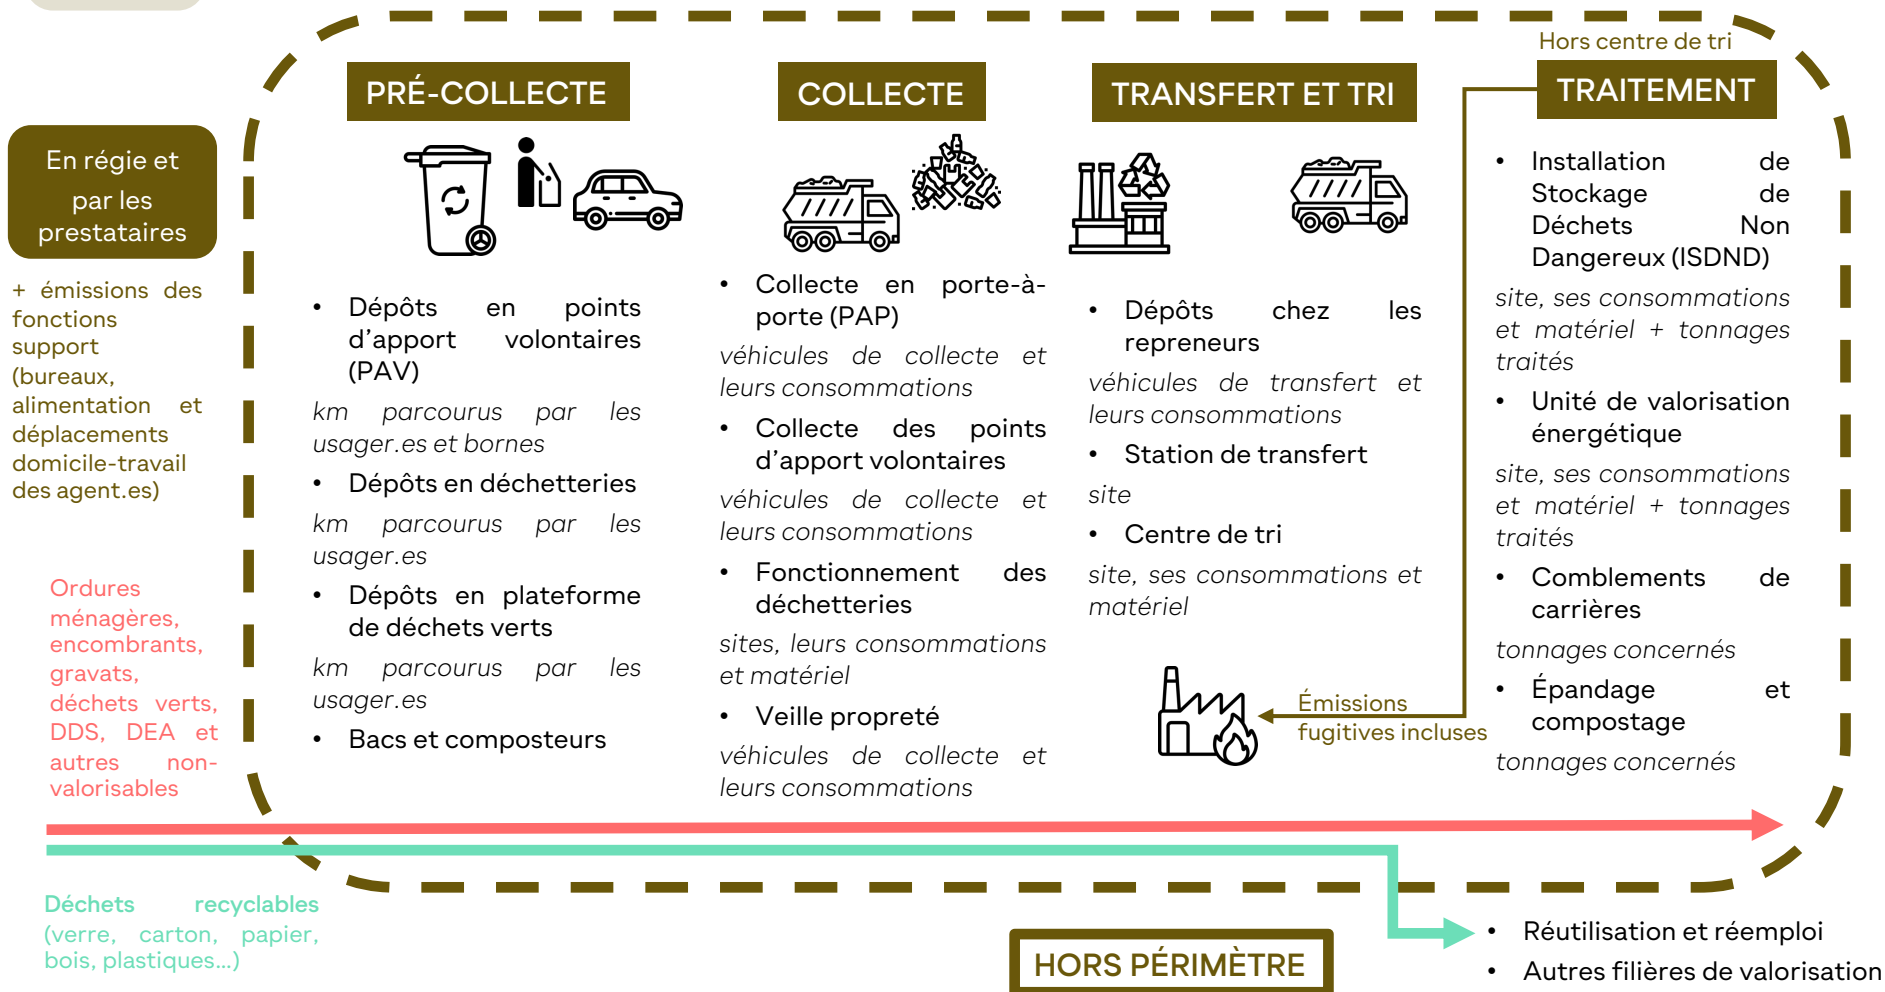 Hors centre de tri
PRÉ-COLLECTE
COLLECTE
TRANSFERT ET TRI
TRAITEMENT
En régie et
par les
prestataires
+ émissions des
fonctions
support
(bureaux,
alimentation et
déplacements
domicile-travail
des agent.es)
Ordures
ménagères,
encombrants,
gravats,
déchets verts,
DDS, DEA et
autres non-
valorisables
Déchets recyclables
(verre, carton, papier,
bois, plastiques...)
• Dépôts en points
d'apport volontaires
(PAV)
km parcourus par les
usager.es et bornes
• Dépôts en déchetteries
km parcourus par les
usager.es
• Dépôts en plateforme
de déchets verts
km parcourus par les
usager.es
• Bacs et composteurs
• Collecte en porte-à-
porte (PAP)
véhicules de collecte et
leurs consommations
• Collecte des points
d'apport volontaires
véhicules de collecte et
leurs consommations
• Fonctionnement des
déchetteries
sites, leurs consommations
et matériel
• Veille propreté
véhicules de collecte et
leurs consommations
• Dépôts chez les
repreneurs
véhicules de transfert et
leurs consommations
• Station de transfert
site
• Centre de tri
site, ses consommations et
matériel
Émissions
fugitives incluses
• Installation de
Stockage de
Déchets Non
Dangereux (ISDND)
site, ses consommations
et matériel + tonnages
traités
• Unité de valorisation
énergétique
site, ses consommations
et matériel + tonnages
traités
• Comblements de
carrières
tonnages concernés
• Épandage et
compostage
tonnages concernés
HORS PÉRIMÈTRE
• Réutilisation et réemploi
• Autres filières de valorisation